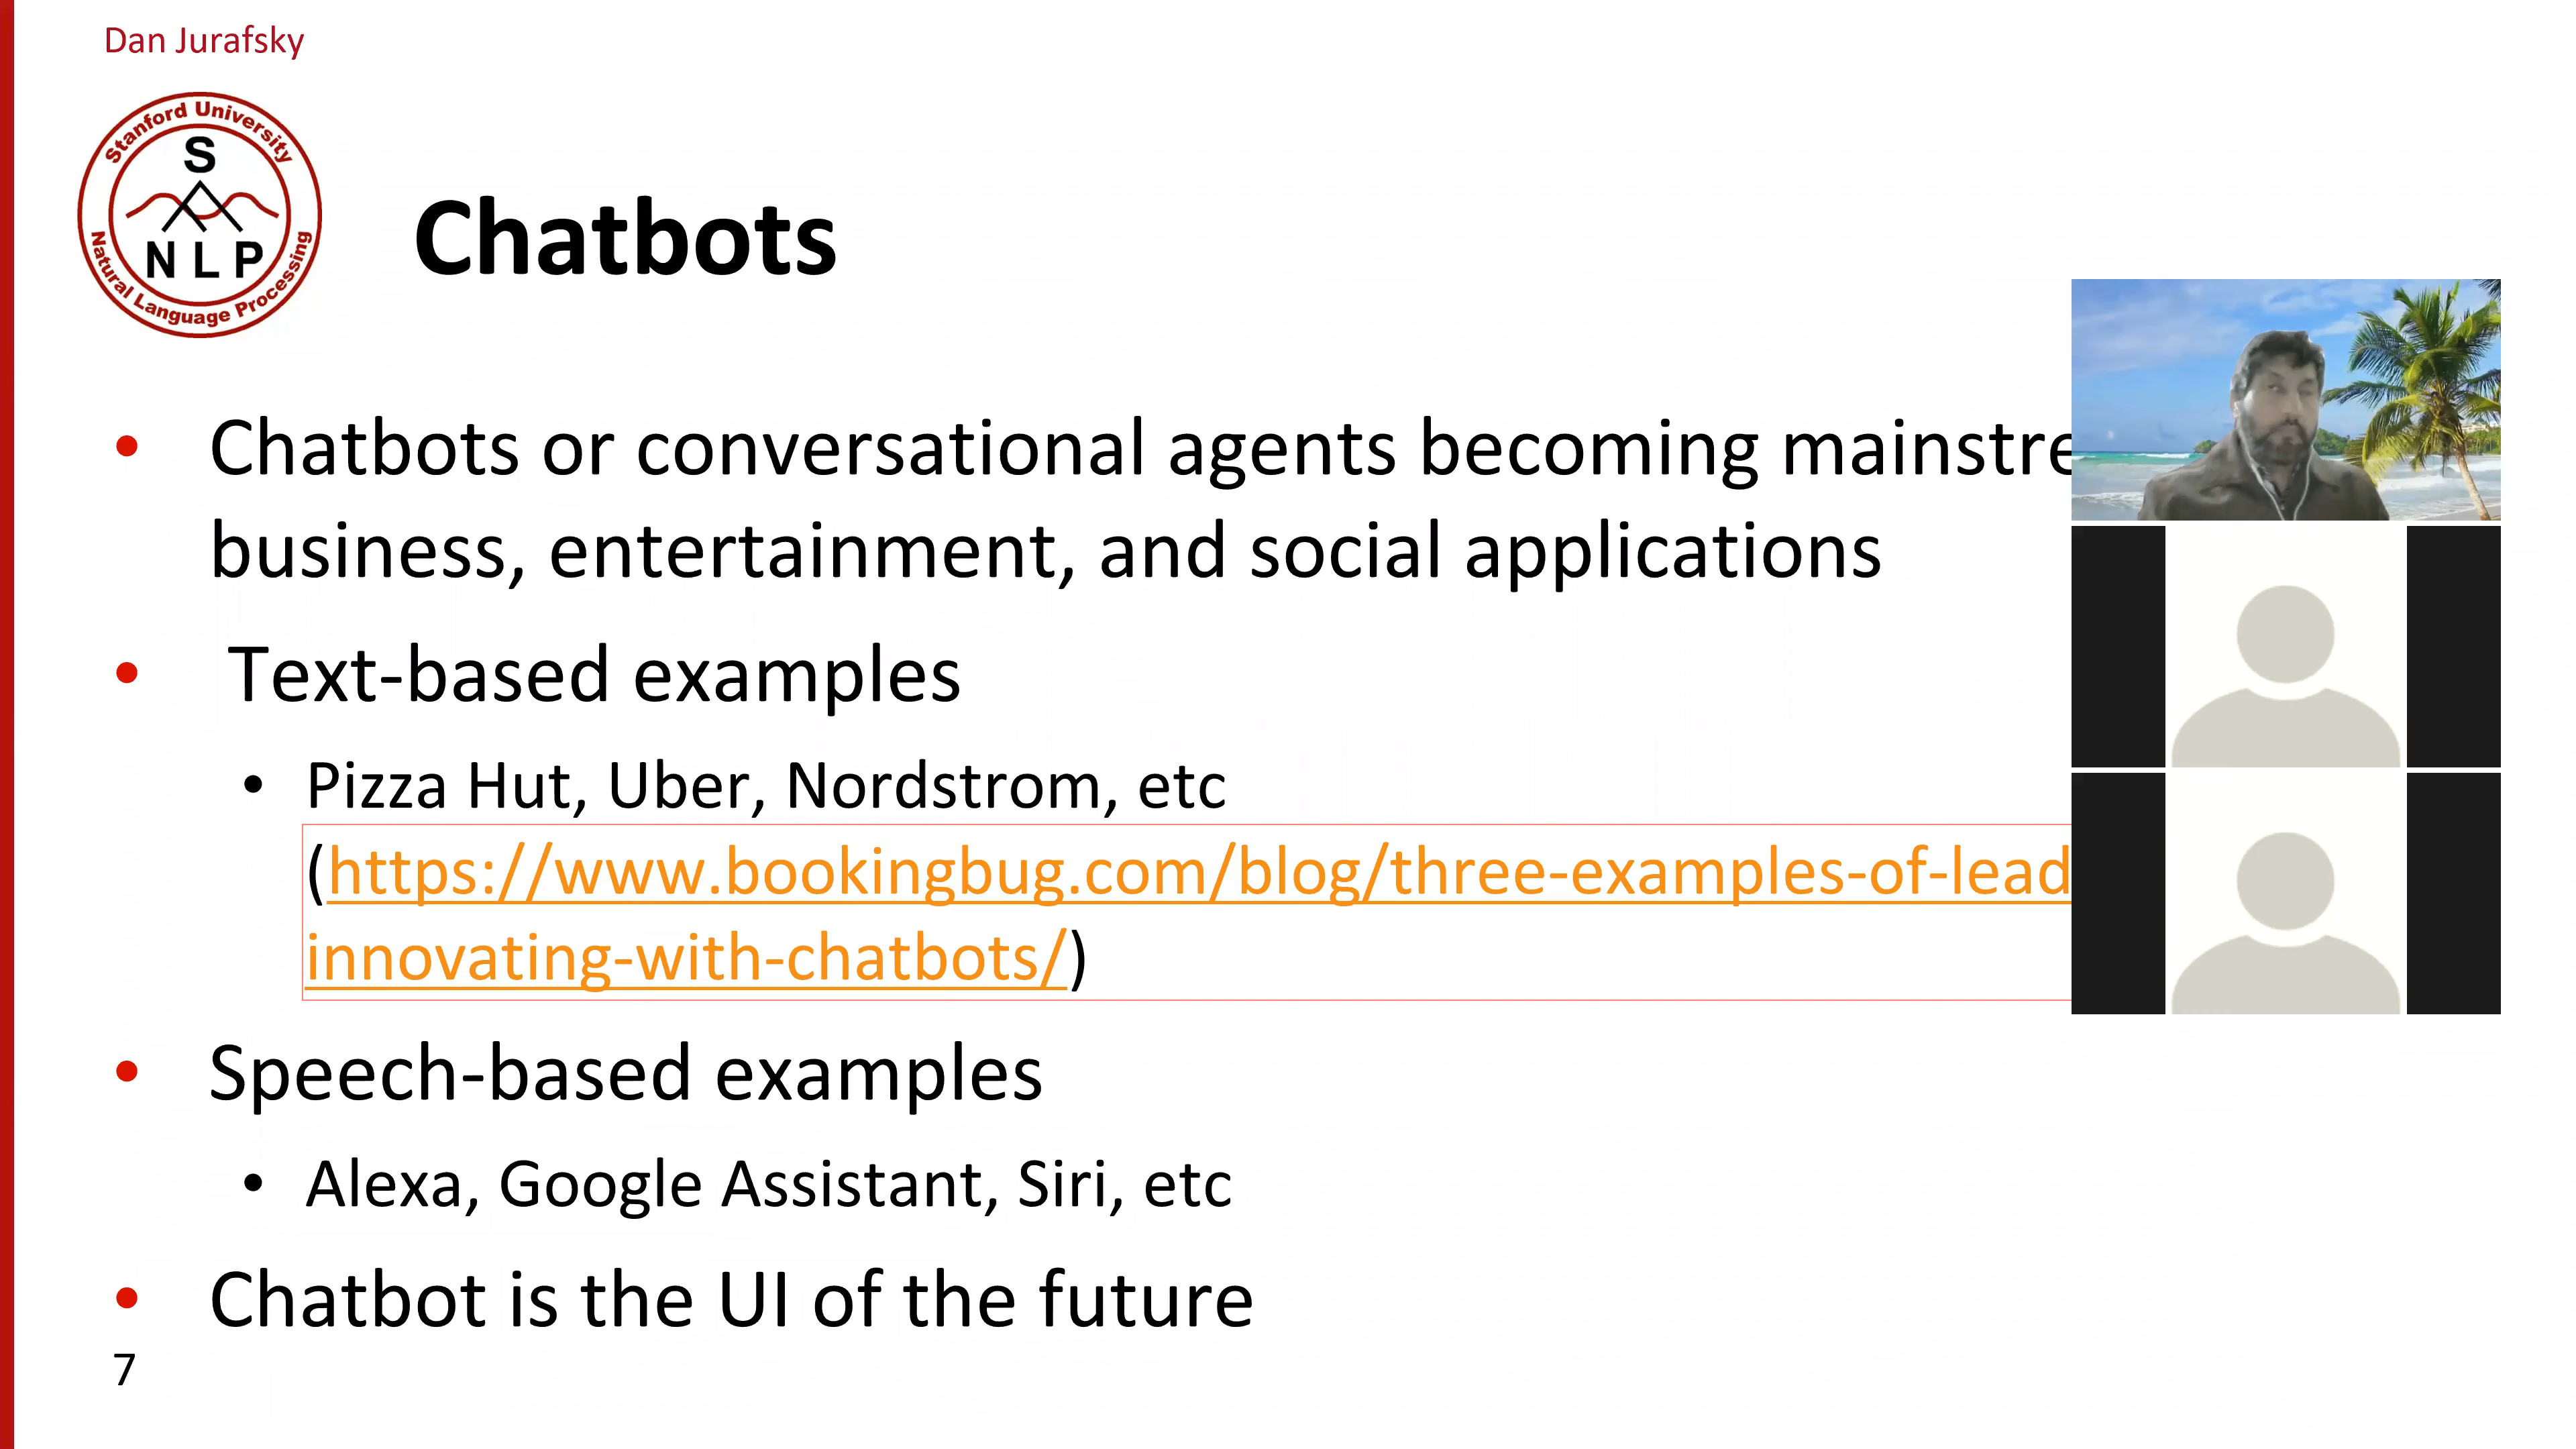 Dan Jurafsky
Stanford University
S
N L P
Natural Language Processing
Chatbots
• Chatbots or conversational agents becoming
business, entertainment, and social applications
• Text-based examples
• Pizza Hut, Uber, Nordstrom, etc
(https://www.bookingbug.com/blog/three-examples-of-lead
innovating-with-chatbots/)
• Speech-based examples
• Alexa, Google Assistant, Siri, etc
• Chatbot is the UI of the future
7